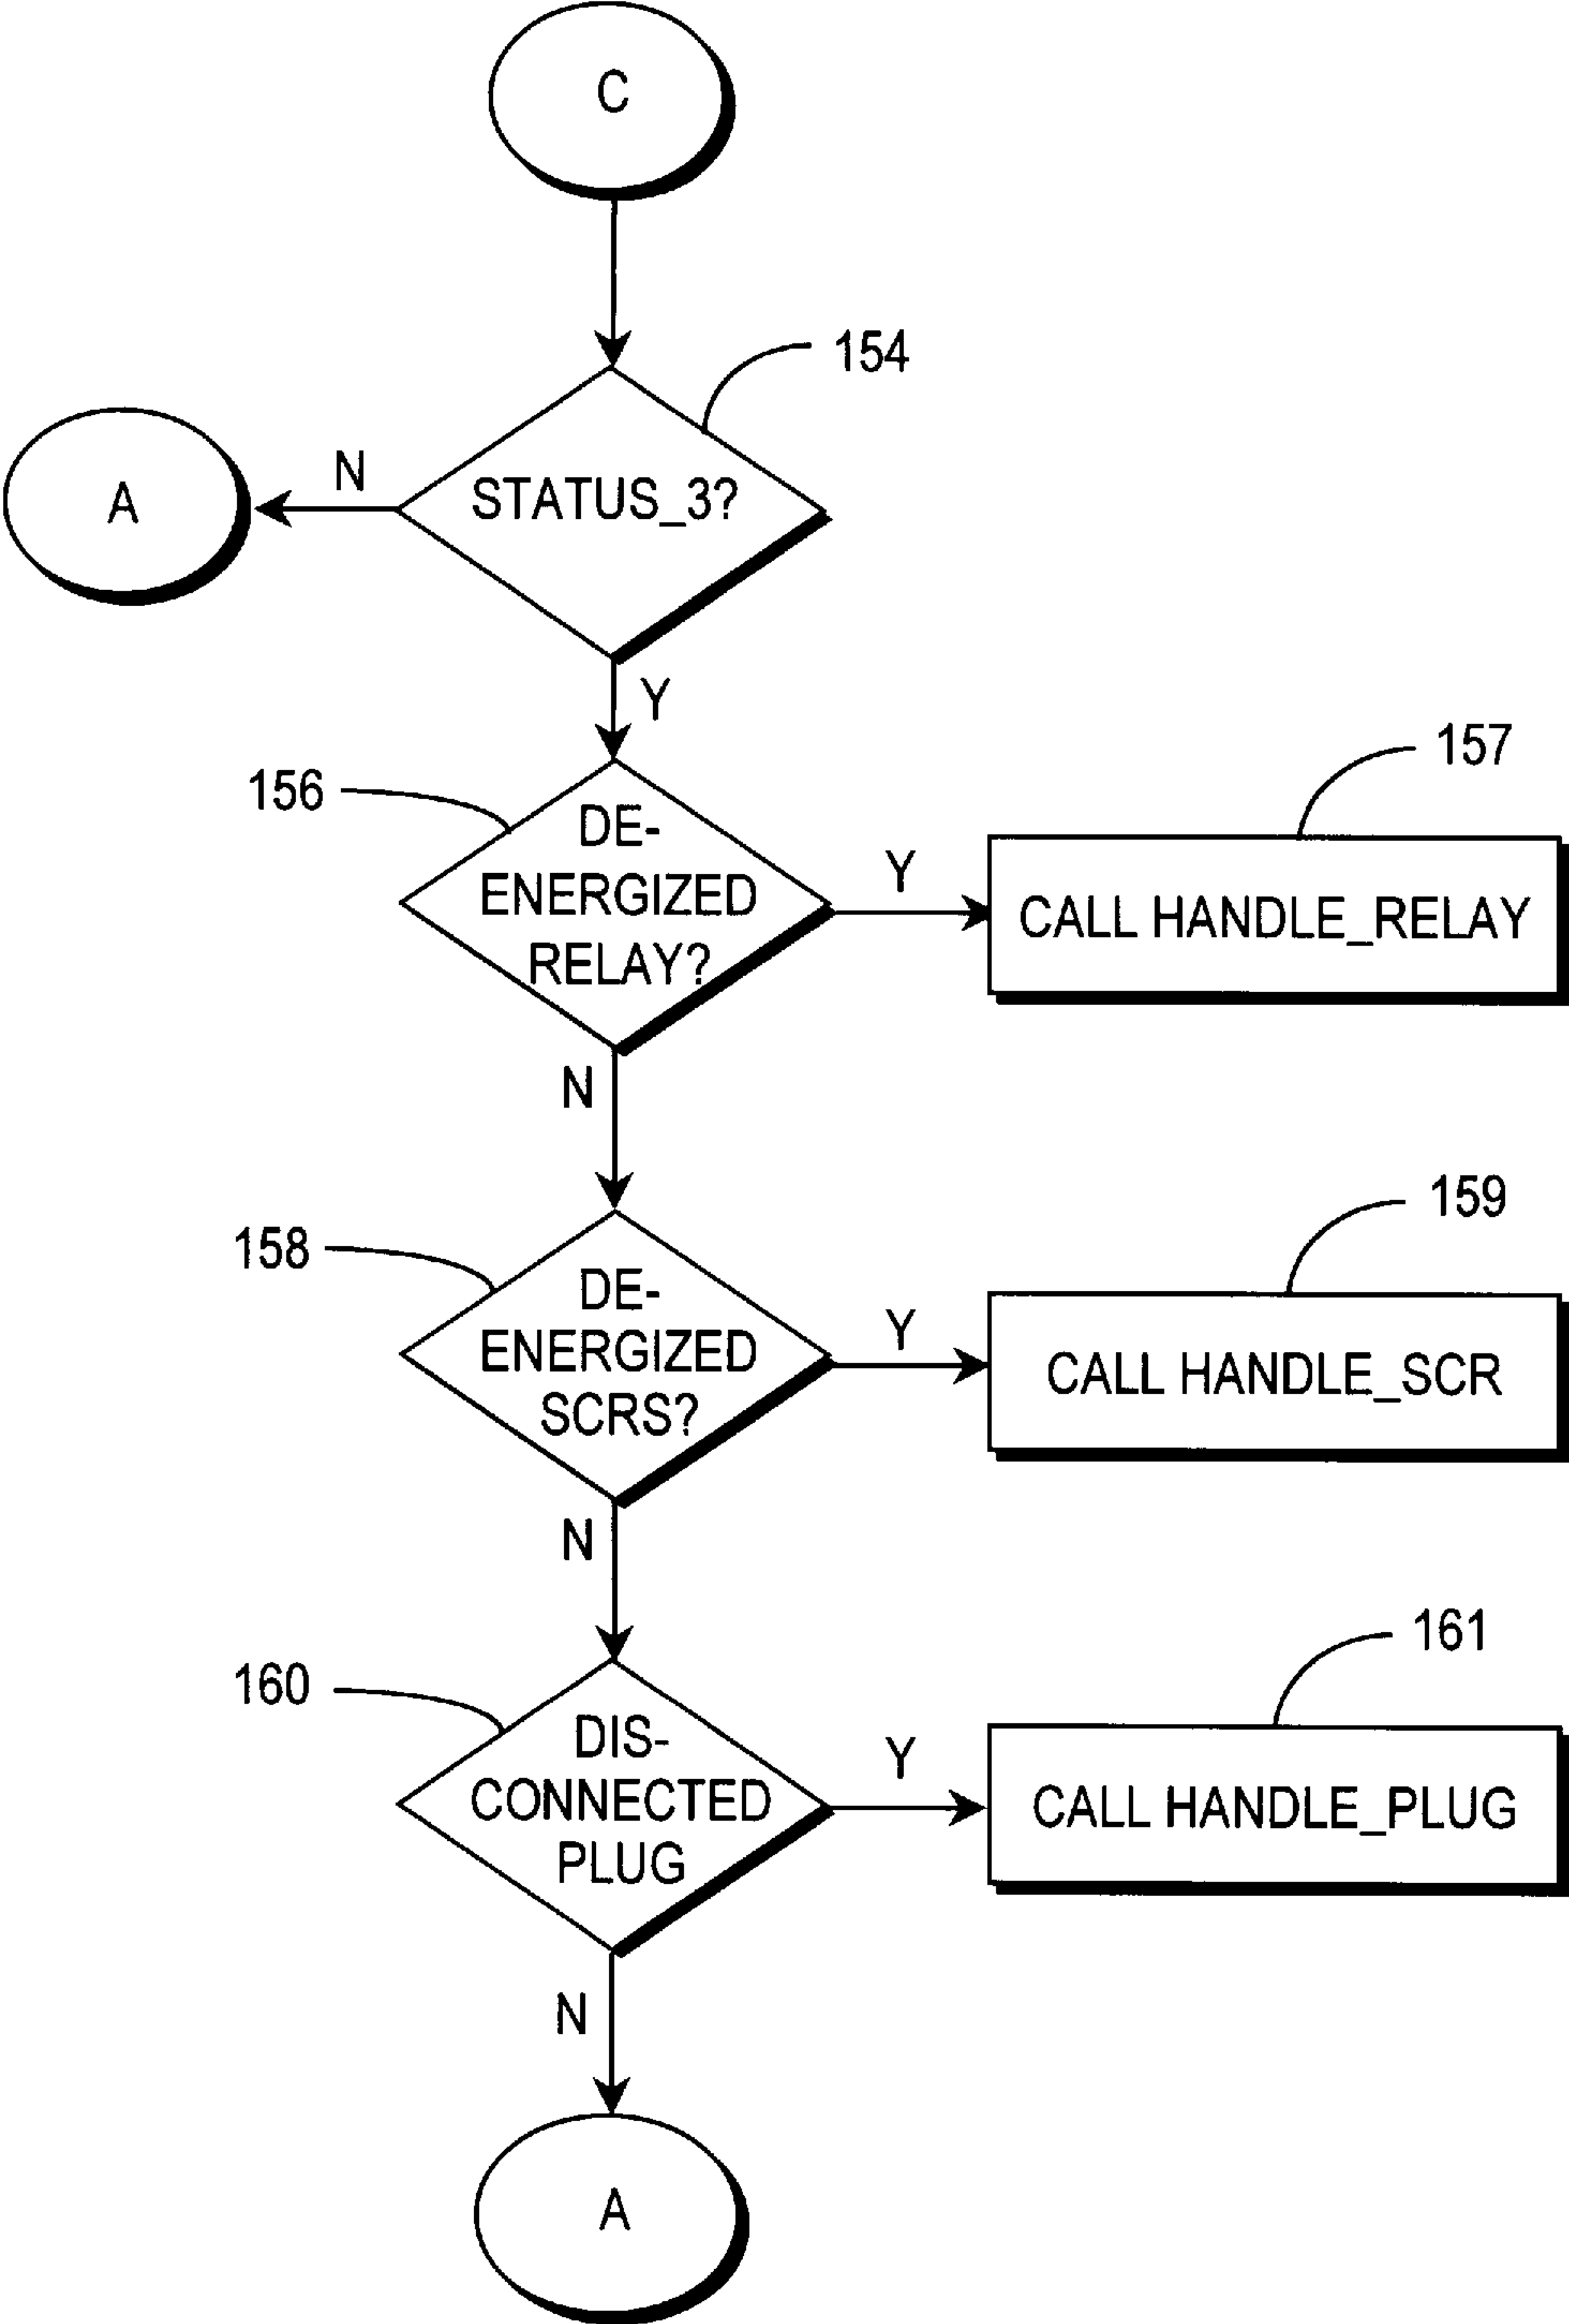 C
154
A
N
STATUS_3?
Y
156
DE-
ENERGIZED
RELAY?
Y
157
CALL HANDLE_RELAY
N
158
DE-
ENERGIZED
SCRS?
Y
159
CALL HANDLE_SCR
N
160
DIS-
CONNECTED
PLUG
Y
161
CALL HANDLE_PLUG
N
A